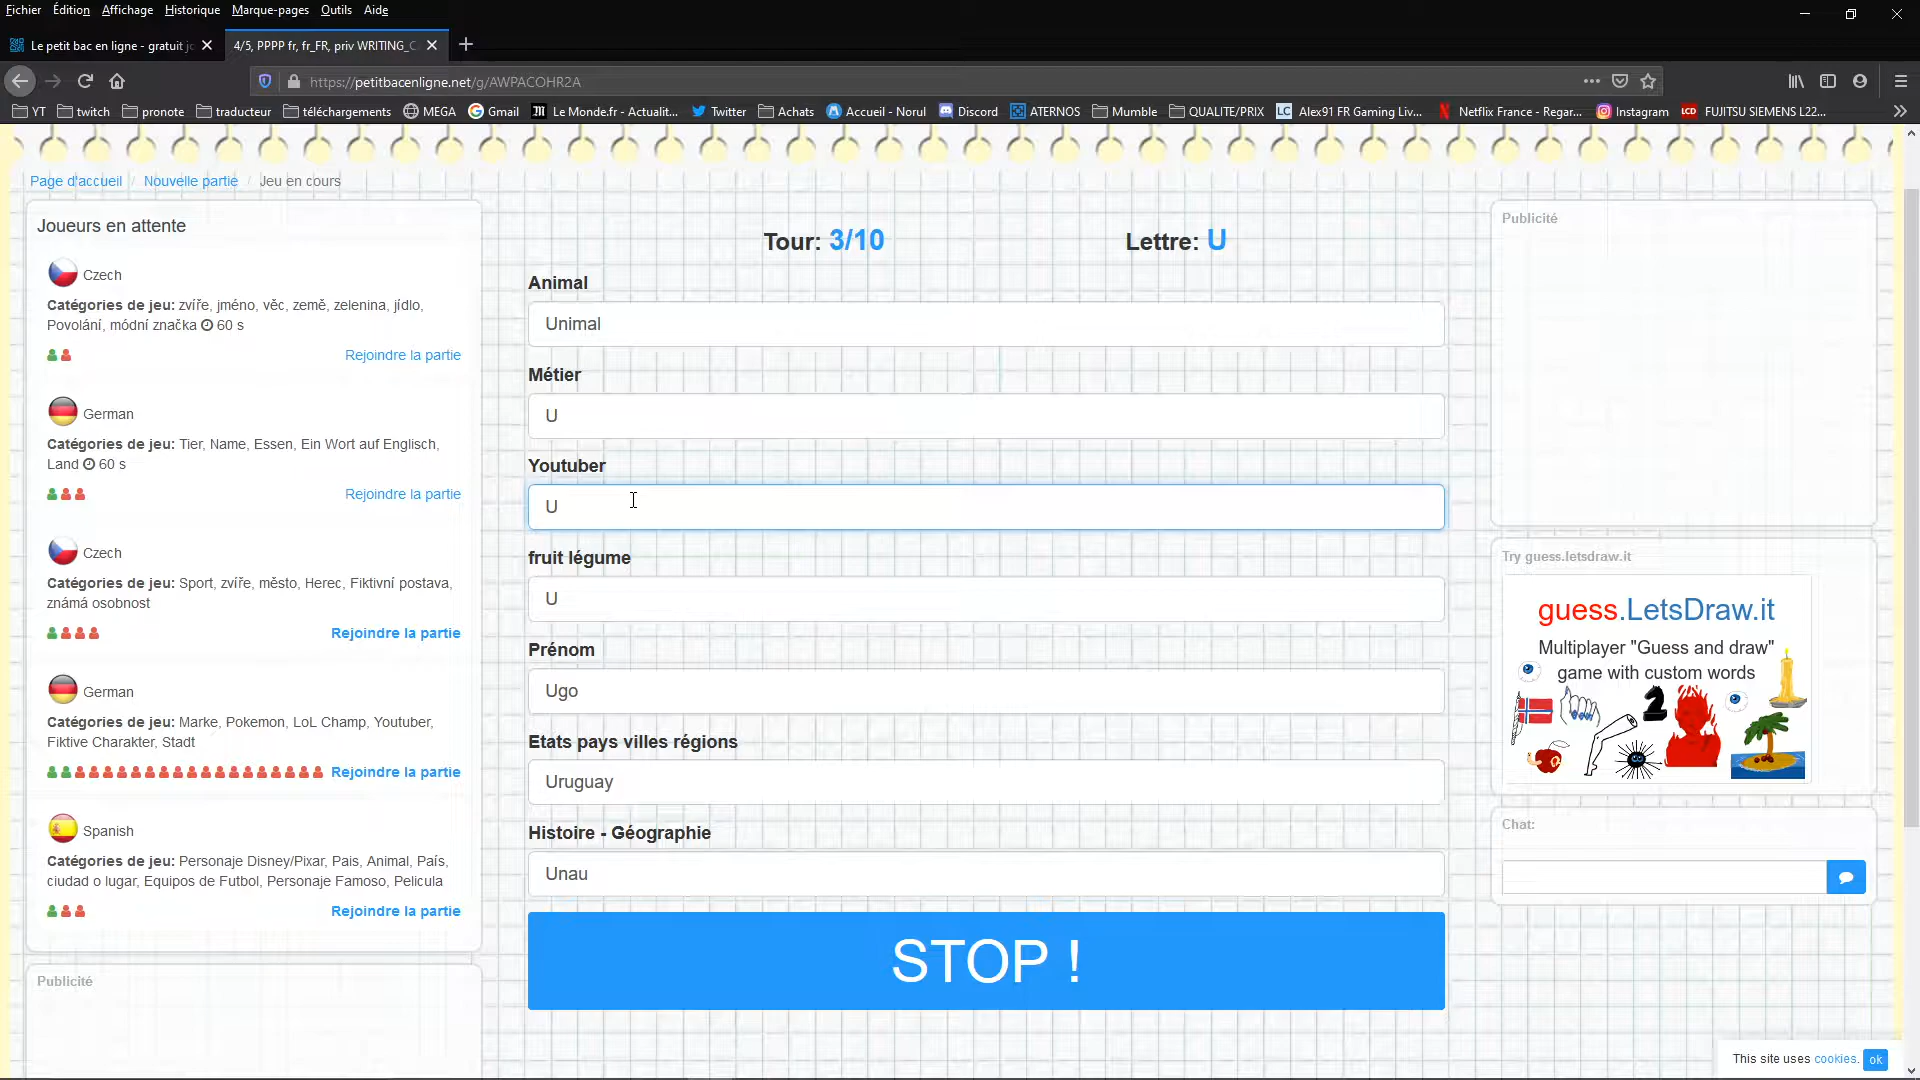 Fichier Édition Affichage Historique Marque-pages Outils Aide
Le petit bac en ligne - gratuit
4/5, PPPP fr, fr_FR, priv WRITING_C
https://petitbacenligne.net/g/AWPACOHR2A
YT twitch pronote traducteur téléchargements MEGA Gmail Le Monde.fr - Actualit... Twitter Achats Accueil - Norul Discord ATERNOS Mumble QUALITE/PRIX Alex91 FR Gaming Liv... Netflix France - Regar... Instagram FUJITSU SIEMENS L22...
Page d'accueil / Nouvelle partie / Jeu en cours
Joueurs en attente
Czech
Catégories de jeu: zvíře, jméno, věc, země, zelenina, jídlo,
Povolání, módní značka 60 s
Rejoindre la partie
German
Catégories de jeu: Tier, Name, Essen, Ein Wort auf Englisch,
Land 60 s
Rejoindre la partie
Czech
Catégories de jeu: Sport, zvíře, město, Herec, Fiktivní postava,
známá osobnost
Rejoindre la partie
German
Catégories de jeu: Marke, Pokemon, LoL Champ, Youtuber,
Fiktive Charakter, Stadt
Rejoindre la partie
Spanish
Catégories de jeu: Personaje Disney/Pixar, Pais, Animal, País,
ciudad o lugar, Equipos de Futbol, Personaje Famoso, Pelicula
Rejoindre la partie
Publicité
Tour: 3/10 Lettre: U
Animal
Unimal
Métier
U
Youtuber
U
fruit légume
U
Prénom
Ugo
Etats pays villes régions
Uruguay
Histoire - Géographie
Unau
STOP !
Publicité
Try guess.letsdraw.it
guess.LetsDraw.it
Multiplayer "Guess and draw"
game with custom words
Chat:
This site uses cookies. ok